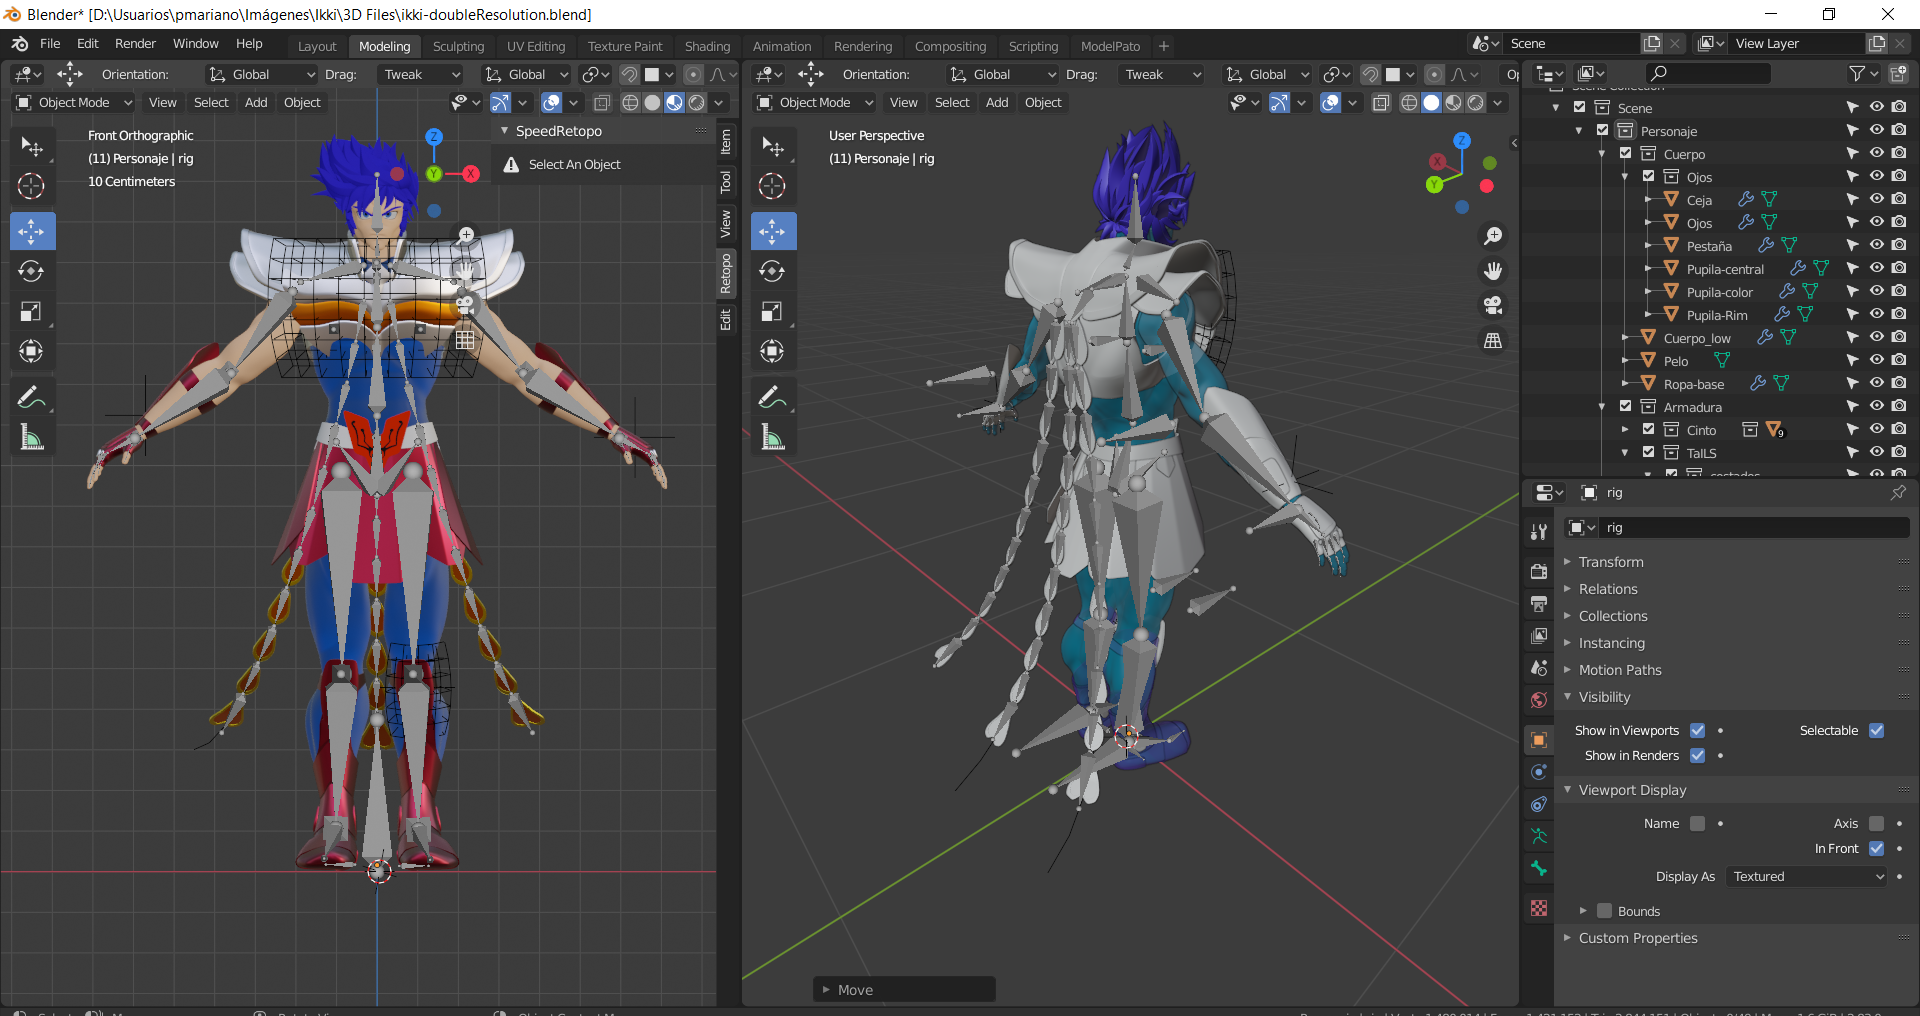 Blender* [D:\Usuarios\pmariano\Imágenes\Ikki\3D Files\ikki-doubleResolution.blend]
File Edit Render Window Help Layout Modeling Sculpting UV Editing Texture Paint Shading Animation Rendering Compositing Scripting ModelPato + Scene View Layer
Orientation: Global Drag: Tweak Global
Object Mode View Select Add Object
Front Orthographic
(11) Personaje | rig
10 Centimeters
Z
Y
X
SpeedRetopo
Select An Object
Item
Tool
View
Retopo
Edit
Orientation: Global Drag: Tweak Global
Object Mode View Select Add Object
User Perspective
(11) Personaje | rig
Z
X
Y
Move
Scene Collection
Scene
Personaje
Cuerpo
Ojos
Ceja
Ojos
Pestaña
Pupila-central
Pupila-color
Pupila-Rim
Cuerpo_low
Pelo
Ropa-base
Armadura
Cinto 9
TaILS
rig
rig
Transform
Relations
Collections
Instancing
Motion Paths
Visibility
Show in Viewports Selectable
Show in Renders
Viewport Display
Name Axis
In Front
Display As Textured
Bounds
Custom Properties